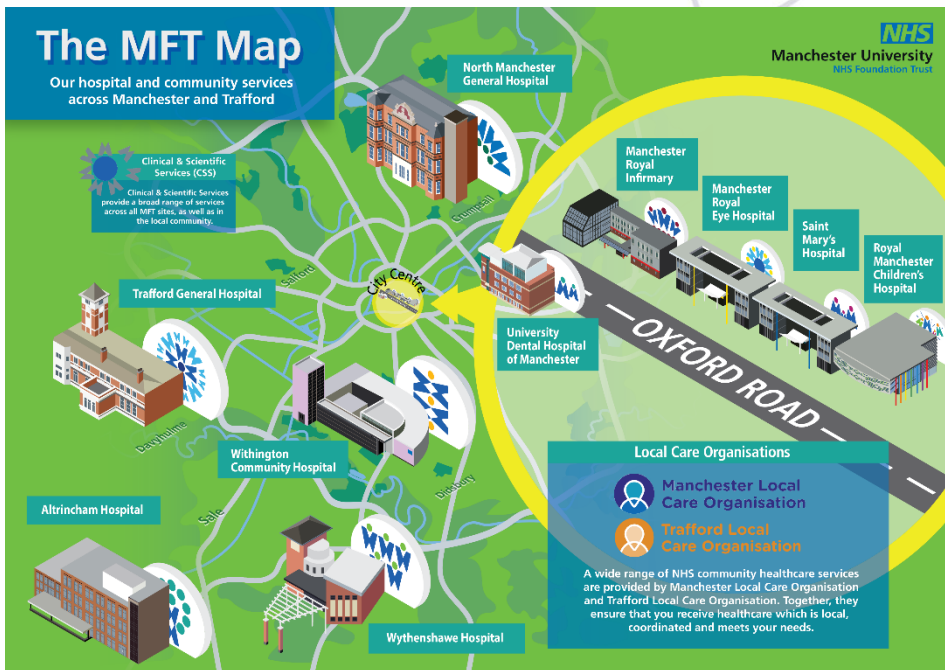 The MFT Map
Our hospital and community services
across Manchester and Trafford
NHS
Manchester University
NHS Foundation Trust
North Manchester
General Hospital
Clinical & Scientific
Services (CSS)
Clinical & Scientific Services
provide a broad range of services
across all MFT sites, as well as in
the local community.
Crumpsall
Salford
City Centre
Manchester
Royal
Infirmary
Manchester
Royal
Eye Hospital
Saint
Mary's
Hospital
Royal
Manchester
Children's
Hospital
Trafford General Hospital
University
Dental Hospital
of Manchester
OXFORD ROAD
Davyhulme
Withington
Community Hospital
Didsbury
Sale
Altrincham Hospital
Wythenshawe Hospital
Local Care Organisations
Manchester Local
Care Organisation
Trafford Local
Care Organisation
A wide range of NHS community healthcare services
are provided by Manchester Local Care Organisation
and Trafford Local Care Organisation. Together, they
ensure that you receive healthcare which is local,
coordinated and meets your needs.